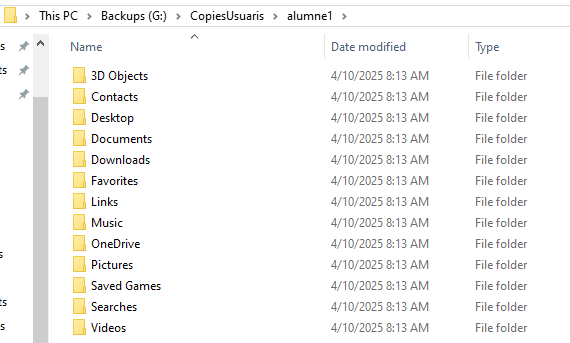 This PC > Backups (G:) > CopiesUsuaris > alumne1 >
Name Date modified Type
3D Objects 4/10/2025 8:13 AM File folder
Contacts 4/10/2025 8:13 AM File folder
Desktop 4/10/2025 8:13 AM File folder
Documents 4/10/2025 8:13 AM File folder
Downloads 4/10/2025 8:13 AM File folder
Favorites 4/10/2025 8:13 AM File folder
Links 4/10/2025 8:13 AM File folder
Music 4/10/2025 8:13 AM File folder
OneDrive 4/10/2025 8:13 AM File folder
Pictures 4/10/2025 8:13 AM File folder
Saved Games 4/10/2025 8:13 AM File folder
Searches 4/10/2025 8:13 AM File folder
Videos 4/10/2025 8:13 AM File folder